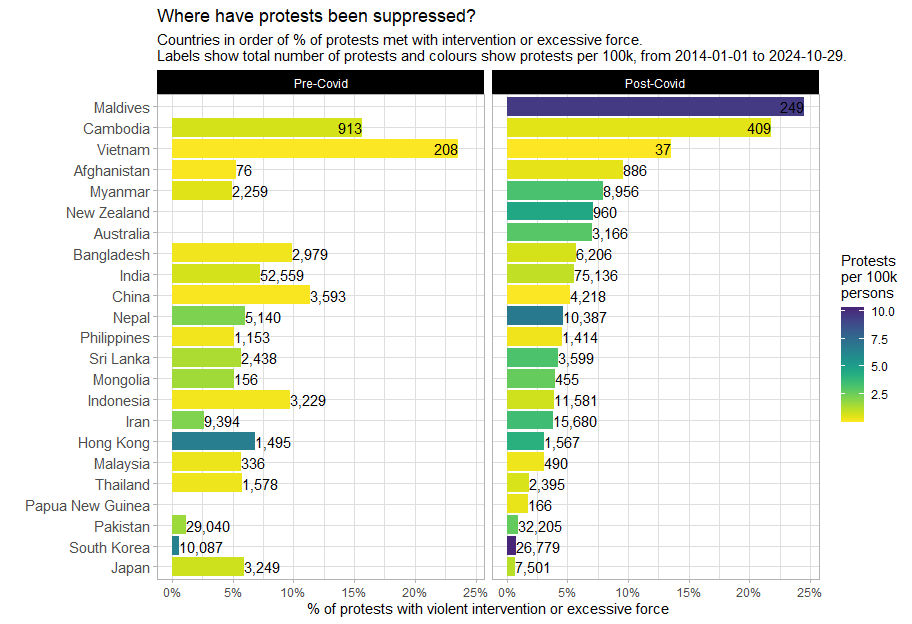 Where have protests been suppressed?
Countries in order of % of protests met with intervention or excessive force.
Labels show total number of protests and colours show protests per 100k, from 2014-01-01 to 2024-10-29.
Pre-Covid Post-Covid
Maldives 249
Cambodia 913 409
Vietnam 208 37
Afghanistan 76 886
Myanmar 2,259 8,956
New Zealand 960
Australia 3,166
Bangladesh 2,979 6,206
India 52,559 75,136
China 3,593 4,218
Nepal 5,140 10,387
Philippines 1,153 1,414
Sri Lanka 2,438 3,599
Mongolia 156 455
Indonesia 3,229 11,581
Iran 9,394 15,680
Hong Kong 1,495 1,567
Malaysia 336 490
Thailand 1,578 2,395
Papua New Guinea 166
Pakistan 29,040 32,205
South Korea 10,087 26,779
Japan 3,249 7,501
0% 5% 10% 15% 20% 25% 0% 5% 10% 15% 20% 25%
% of protests with violent intervention or excessive force
Protests
per 100k
persons
10.0
7.5
5.0
2.5